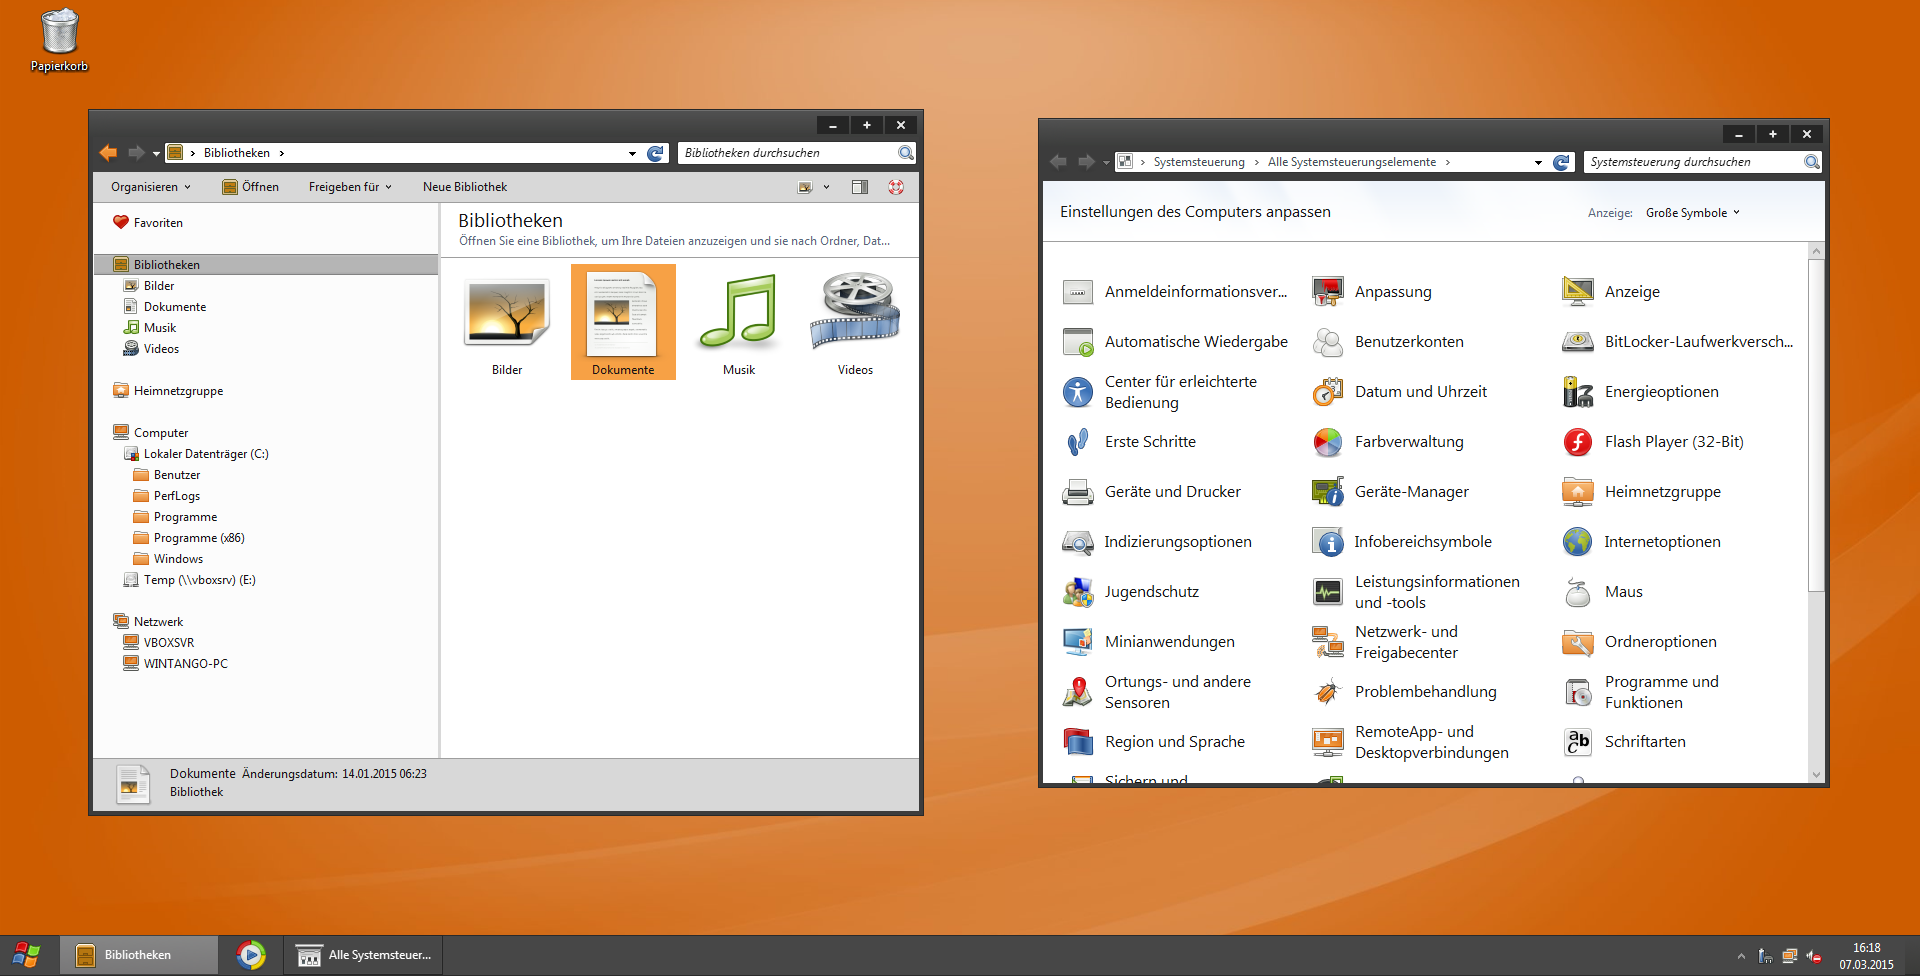 Papierkorb
Bibliotheken
Bibliotheken durchsuchen
Organisieren
Öffnen
Freigeben für
Neue Bibliothek
Favoriten
Bibliotheken
Bilder
Dokumente
Musik
Videos
Heimnetzgruppe
Computer
Lokaler Datenträger (C:)
Benutzer
PerfLogs
Programme
Programme (x86)
Windows
Temp (\\vboxsrv) (E:)
Netzwerk
VBOXSVR
WINTANGO-PC
Bibliotheken
Öffnen Sie eine Bibliothek, um Ihre Dateien anzuzeigen und sie nach Ordner, Dat...
Bilder
Dokumente
Musik
Videos
Dokumente Änderungsdatum: 14.01.2015 06:23
Bibliothek
Systemsteuerung
Alle Systemsteuerungselemente
Systemsteuerung durchsuchen
Einstellungen des Computers anpassen
Anzeige: Große Symbole
Anmeldeinformationsver...
Anpassung
Anzeige
Automatische Wiedergabe
Benutzerkonten
BitLocker-Laufwerkversch...
Center für erleichterte
Bedienung
Datum und Uhrzeit
Energieoptionen
Erste Schritte
Farbverwaltung
Flash Player (32-Bit)
Geräte und Drucker
Geräte-Manager
Heimnetzgruppe
Indizierungsoptionen
Infobereichsymbole
Internetoptionen
Jugendschutz
Leistungsinformationen
und -tools
Maus
Minianwendungen
Netzwerk- und
Freigabecenter
Ordneroptionen
Ortungs- und andere
Sensoren
Problembehandlung
Programme und
Funktionen
Region und Sprache
RemoteApp- und
Desktopverbindungen
Schriftarten
Sichern und
Bibliotheken
Alle Systemsteuer...
16:18
07.03.2015